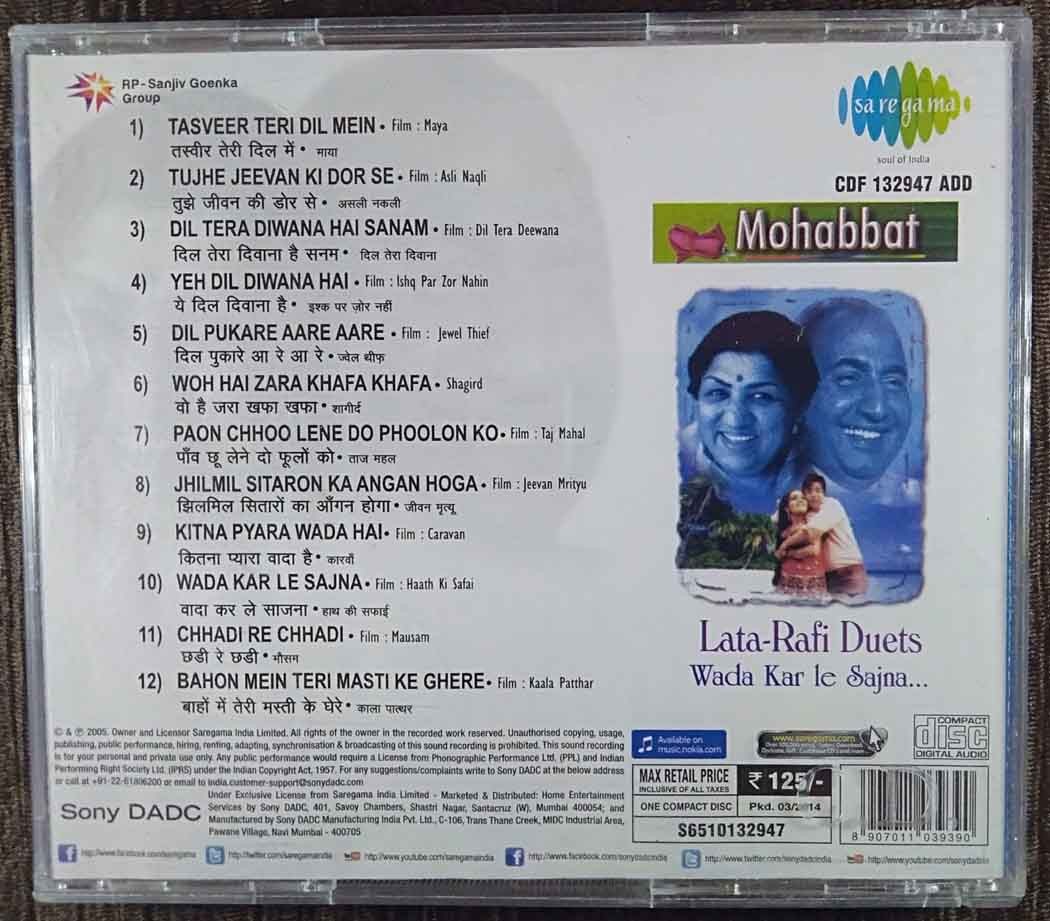 RP-Sanjiv Goenka
Group
1) TASVEER TERI DIL MEIN • Film : Maya
तस्वीर तेरी दिल में • माया
2) TUJHE JEEVAN KI DOR SE • Film : Asli Naqli
तुझे जीवन की डोर से • असली नकली
3) DIL TERA DIWANA HAI SANAM • Film : Dil Tera Deewana
दिल तेरा दिवाना है सनम • दिल तेरा दिवाना
4) YEH DIL DIWANA HAI • Film : Ishq Par Zor Nahin
ये दिल दिवाना है • इश्क पर ज़ोर नहीं
5) DIL PUKARE AARE AARE • Film : Jewel Thief
दिल पुकारे आ रे आ रे • ज्वेल थीफ
6) WOH HAI ZARA KHAFA KHAFA • Shagird
वो है जरा खफा खफा • शागीर्द
7) PAON CHHOO LENE DO PHOOLON KO • Film : Taj Mahal
पाँव छू लेने दो फूलों को • ताज महल
8) JHILMIL SITARON KA ANGAN HOGA • Film : Jeevan Mrityu
झिलमिल सितारों का आँगन होगा • जीवन मृत्यू
9) KITNA PYARA WADA HAI • Film : Caravan
कितना प्यारा वादा है • कारवाँ
10) WADA KAR LE SAJNA • Film : Haath Ki Safai
वादा कर ले साजना • हाथ की सफाई
11) CHHADI RE CHHADI • Film : Mausam
छडी रे छडी • मौसम
12) BAHON MEIN TERI MASTI KE GHERE • Film : Kaala Patthar
बाहों में तेरी मस्ती के घेरे • काला पात्थर
sa re ga ma
soul of India
CDF 132947 ADD
Mohabbat
Lata-Rafi Duets
Wada Kar le Sajna...
© & ℗ 2005. Owner and Licensor Saregama India Limited. All rights of the owner in the recorded work reserved. Unauthorised copying, usage,
publishing, public performance, hiring, renting, adapting, synchronisation & broadcasting of this sound recording is prohibited. This sound recording
is for your personal and private use only. Any public performance would require a License from Phonographic Performance Ltd. (PPL) and Indian
Performing Right Society Ltd. (IPRS) under the Indian Copyright Act, 1957. For any suggestions/complaints write to Sony DADC at the below address
or call at +91-22-61806200 or email to india.customer-support@sonydadc.com
Sony DADC
Under Exclusive License from Saregama India Limited - Marketed & Distributed: Home Entertainment
Services by Sony DADC, 401, Savoy Chambers, Shastri Nagar, Santacruz (W), Mumbai 400054; and
Manufactured by Sony DADC Manufacturing India Pvt. Ltd., C-106, Trans Thane Creek, MIDC Industrial Area,
Pawane Village, Navi Mumbai - 400705
Available on
music.nokia.com
www.saregama.com
COMPACT
disc
DIGITAL AUDIO
MAX RETAIL PRICE
INCLUSIVE OF ALL TAXES
₹ 125/-
ONE COMPACT DISC
Pkd. 03/2014
S6510132947
8 907011 039390
http://www.facebook.com/saregama
http://twitter.com/saregamaindia
http://www.youtube.com/saregamaindia
http://www.facebook.com/sonydadcindia
http://www.twitter.com/sonydadcindia
http://www.youtube.com/sonydadc